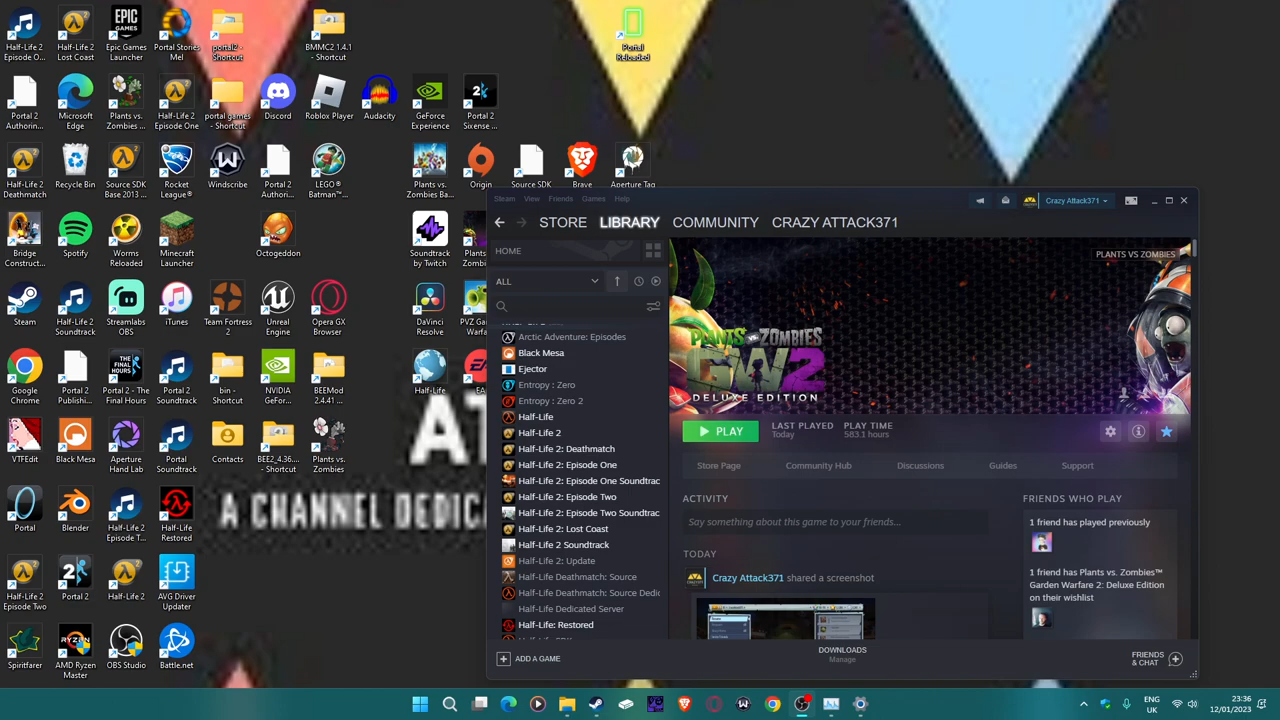 Half-Life 2
Episode O...
Half-Life 2
Lost Coast
Epic Games
Launcher
Portal Stories
Mel
portal2 -
Shortcut
BMMC2 1.4.1
- Shortcut
Portal
Reloaded
Portal 2
Authorin...
Microsoft
Edge
Plants vs.
Zombies ...
Half-Life 2
Episode One
portal games
- Shortcut
Discord
Roblox Player
Audacity
GeForce
Experience
Portal 2
Sixense ...
Half-Life 2
Deathmatch
Recycle Bin
Source SDK
Base 2013 ...
Rocket
League®
Windscribe
Portal 2
Authori...
LEGO®
Batman™...
Plants vs.
Zombies Ba...
Origin
Source SDK
Brave
Aperture Tag
Bridge
Construc...
Spotify
Worms
Reloaded
Minecraft
Launcher
Octogeddon
Soundtrack
by Twitch
Plants
Zombies
Steam
Half-Life 2
Soundtrack
Streamlabs
OBS
iTunes
Team Fortress
2
Unreal
Engine
Opera GX
Browser
DaVinci
Resolve
PVZ Gar
Warfa
Google
Chrome
Portal 2
Publish...
THE
FINAL
HOURS
Portal 2 - The
Final Hours
Portal 2
Soundtrack
bin -
Shortcut
NVIDIA
GeFor...
BEEMod
2.4.41 ...
Half-Life
EA
VTFEdit
Black Mesa
Aperture
Hand Lab
Portal
Soundtrack
Contacts
BEE2_4.36....
- Shortcut
Plants vs.
Zombies
Portal
Blender
Half-Life 2
Episode T...
Half-Life
Restored
Half-Life 2
Episode Two
Portal 2
Half-Life 2
AVG Driver
Updater
Spiritfarer
RYZEN
AMD Ryzen
Master
OBS Studio
Battle.net
AT
A CHANNEL DEDIC
Steam View Friends Games Help
Crazy Attack371
STORE LIBRARY COMMUNITY CRAZY ATTACK371
HOME
ALL
Arctic Adventure: Episodes
Black Mesa
Ejector
Entropy : Zero
Entropy : Zero 2
Half-Life
Half-Life 2
Half-Life 2: Deathmatch
Half-Life 2: Episode One
Half-Life 2: Episode One Soundtrac
Half-Life 2: Episode Two
Half-Life 2: Episode Two Soundtrac
Half-Life 2: Lost Coast
Half-Life 2 Soundtrack
Half-Life 2: Update
Half-Life Deathmatch: Source
Half-Life Deathmatch: Source Dedic
Half-Life Dedicated Server
Half-Life: Restored
ADD A GAME
PLANTS VS ZOMBIES
PLANTS VS. ZOMBIES
GW2
DELUXE EDITION
PLAY
LAST PLAYED
Today
PLAY TIME
583.1 hours
Store Page Community Hub Discussions Guides Support
ACTIVITY
Say something about this game to your friends...
TODAY
Crazy Attack371 shared a screenshot
FRIENDS WHO PLAY
1 friend has played previously
1 friend has Plants vs. Zombies™
Garden Warfare 2: Deluxe Edition
on their wishlist
DOWNLOADS
Manage
FRIENDS
& CHAT
ENG
UK
23:36
12/01/2023